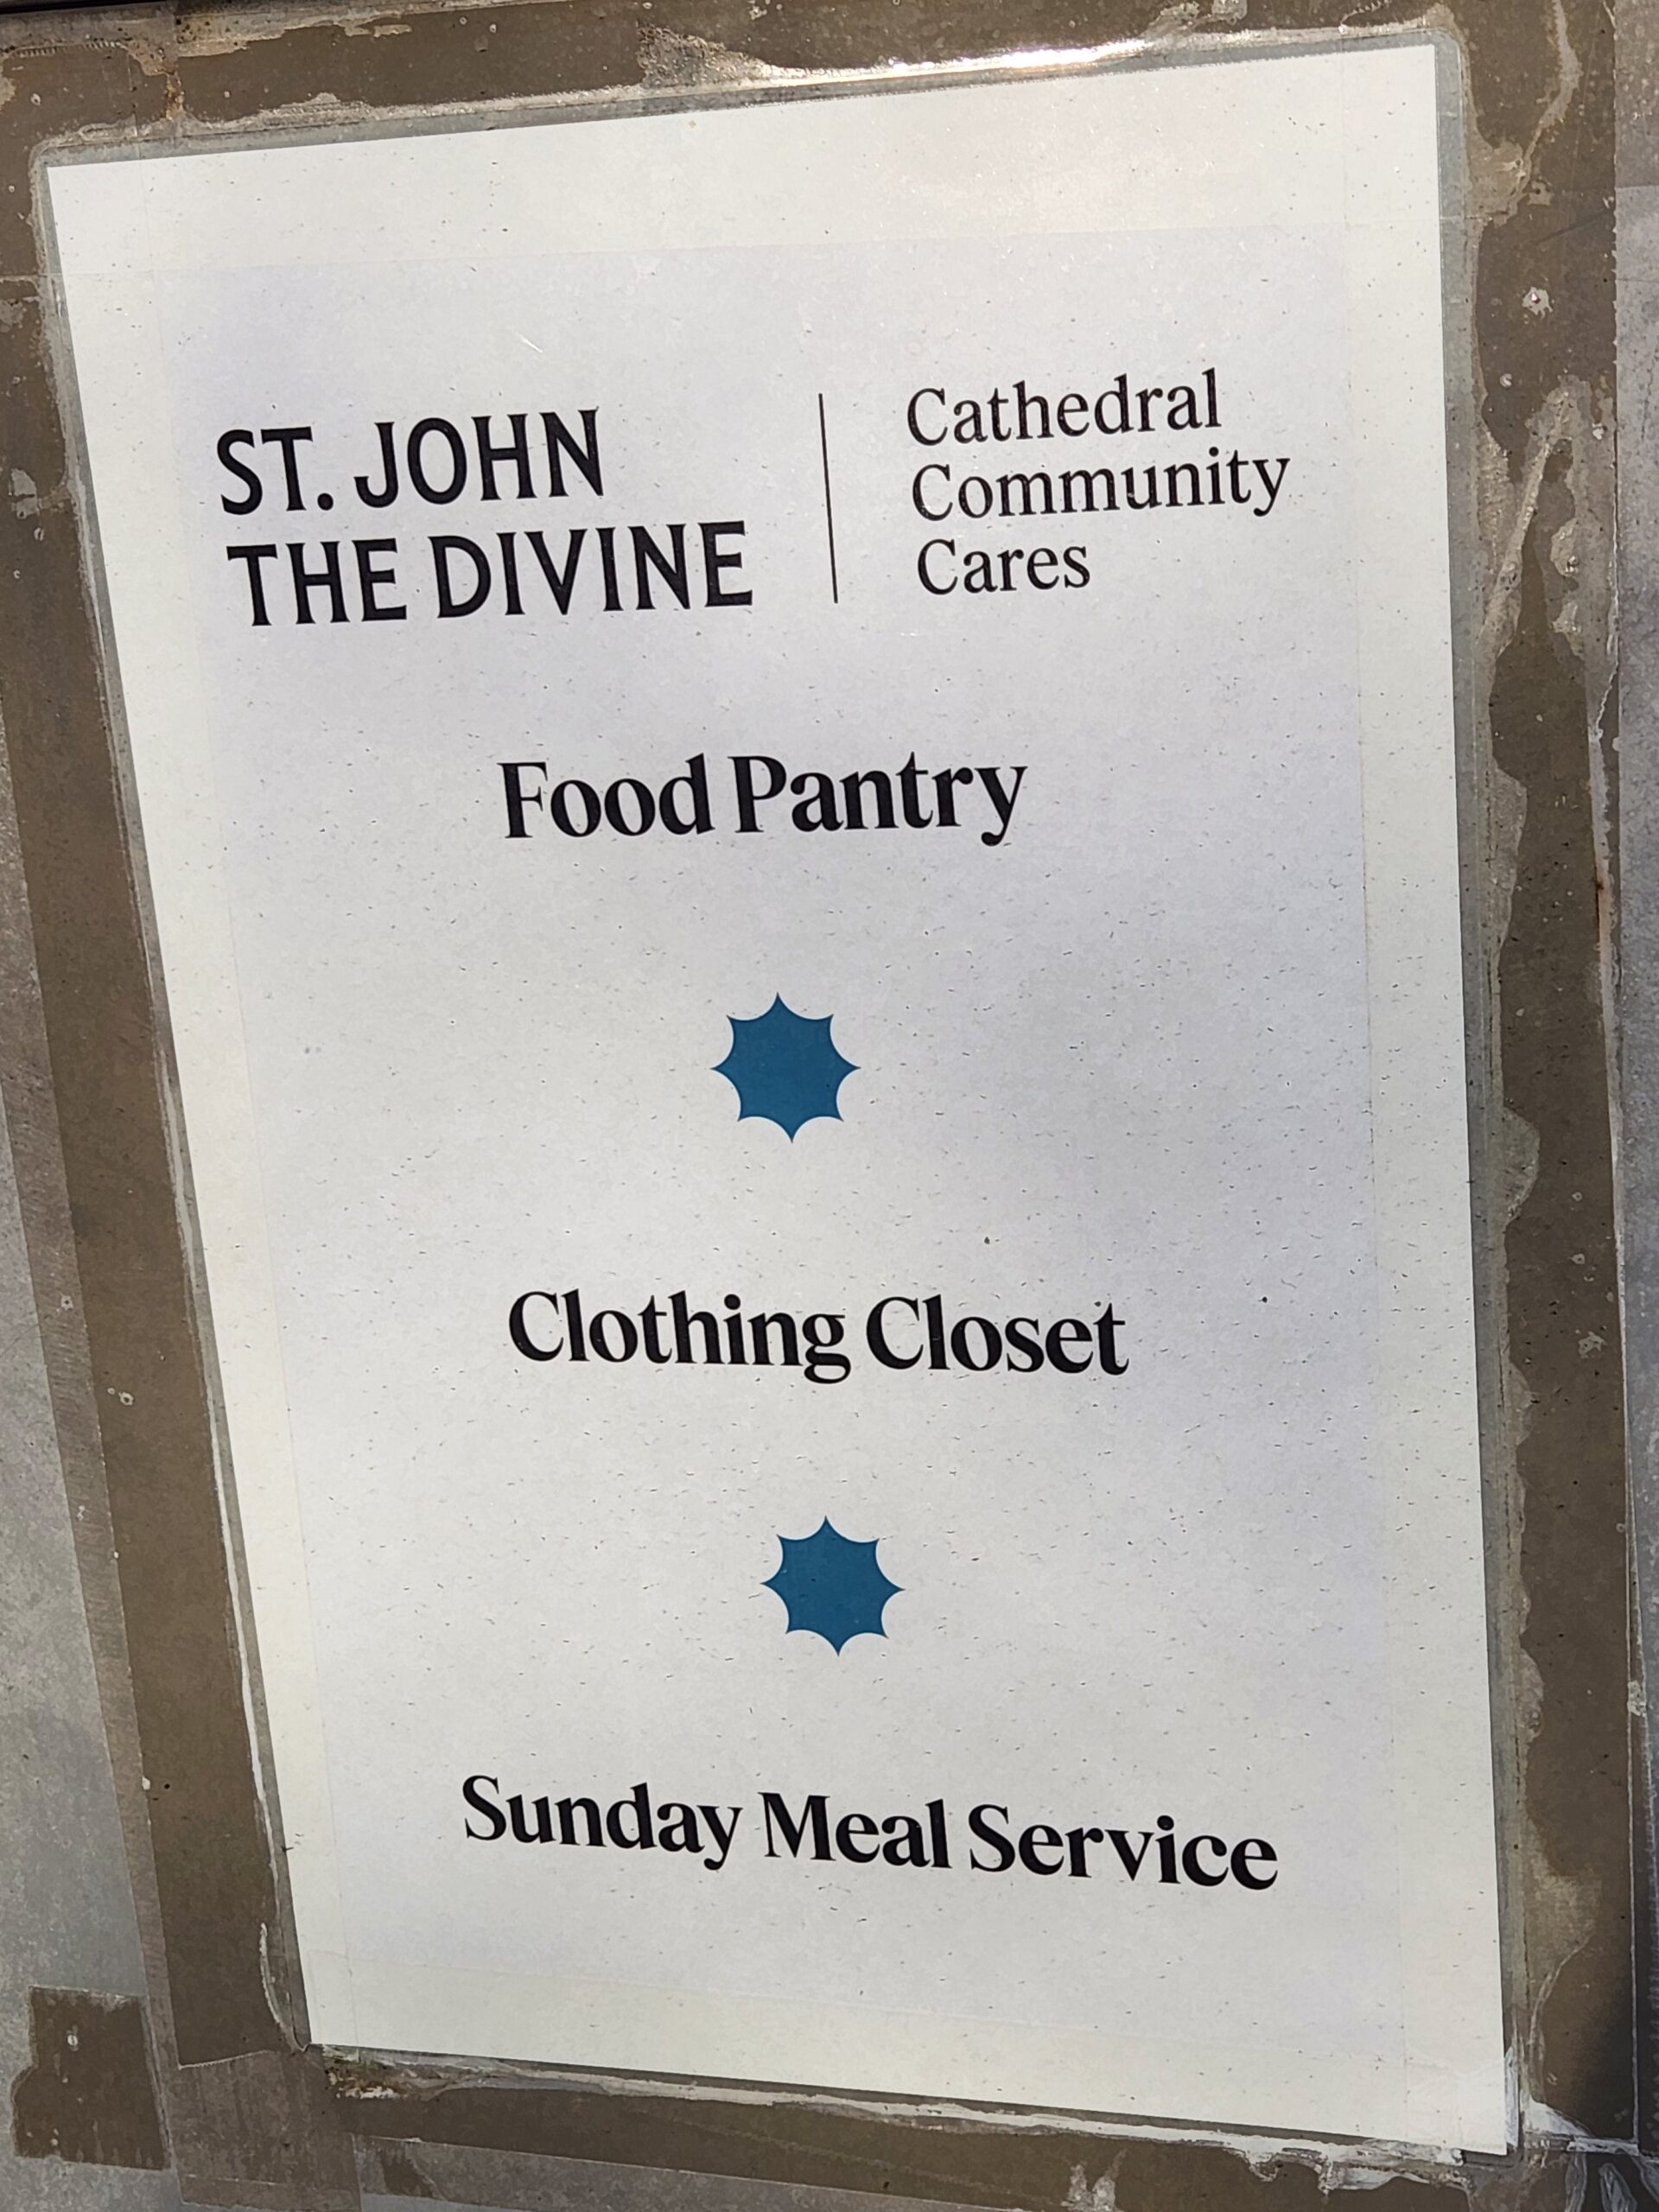 ST. JOHN
THE DIVINE
Cathedral
Community
Cares
Food Pantry
Clothing Closet
Sunday Meal Service